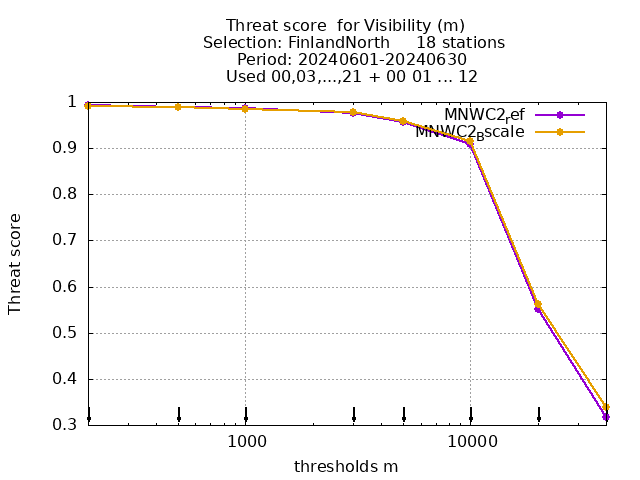 Threat score  for Visibility (m)
Selection: FinlandNorth     18 stations
Period: 20240601-20240630
Used 00,03,...,21 + 00 01 ... 12
MNWC2ref
MNWC2Bscale
1
0.9
0.8
0.7
0.6
0.5
0.4
0.3
Threat score
1000
10000
thresholds m